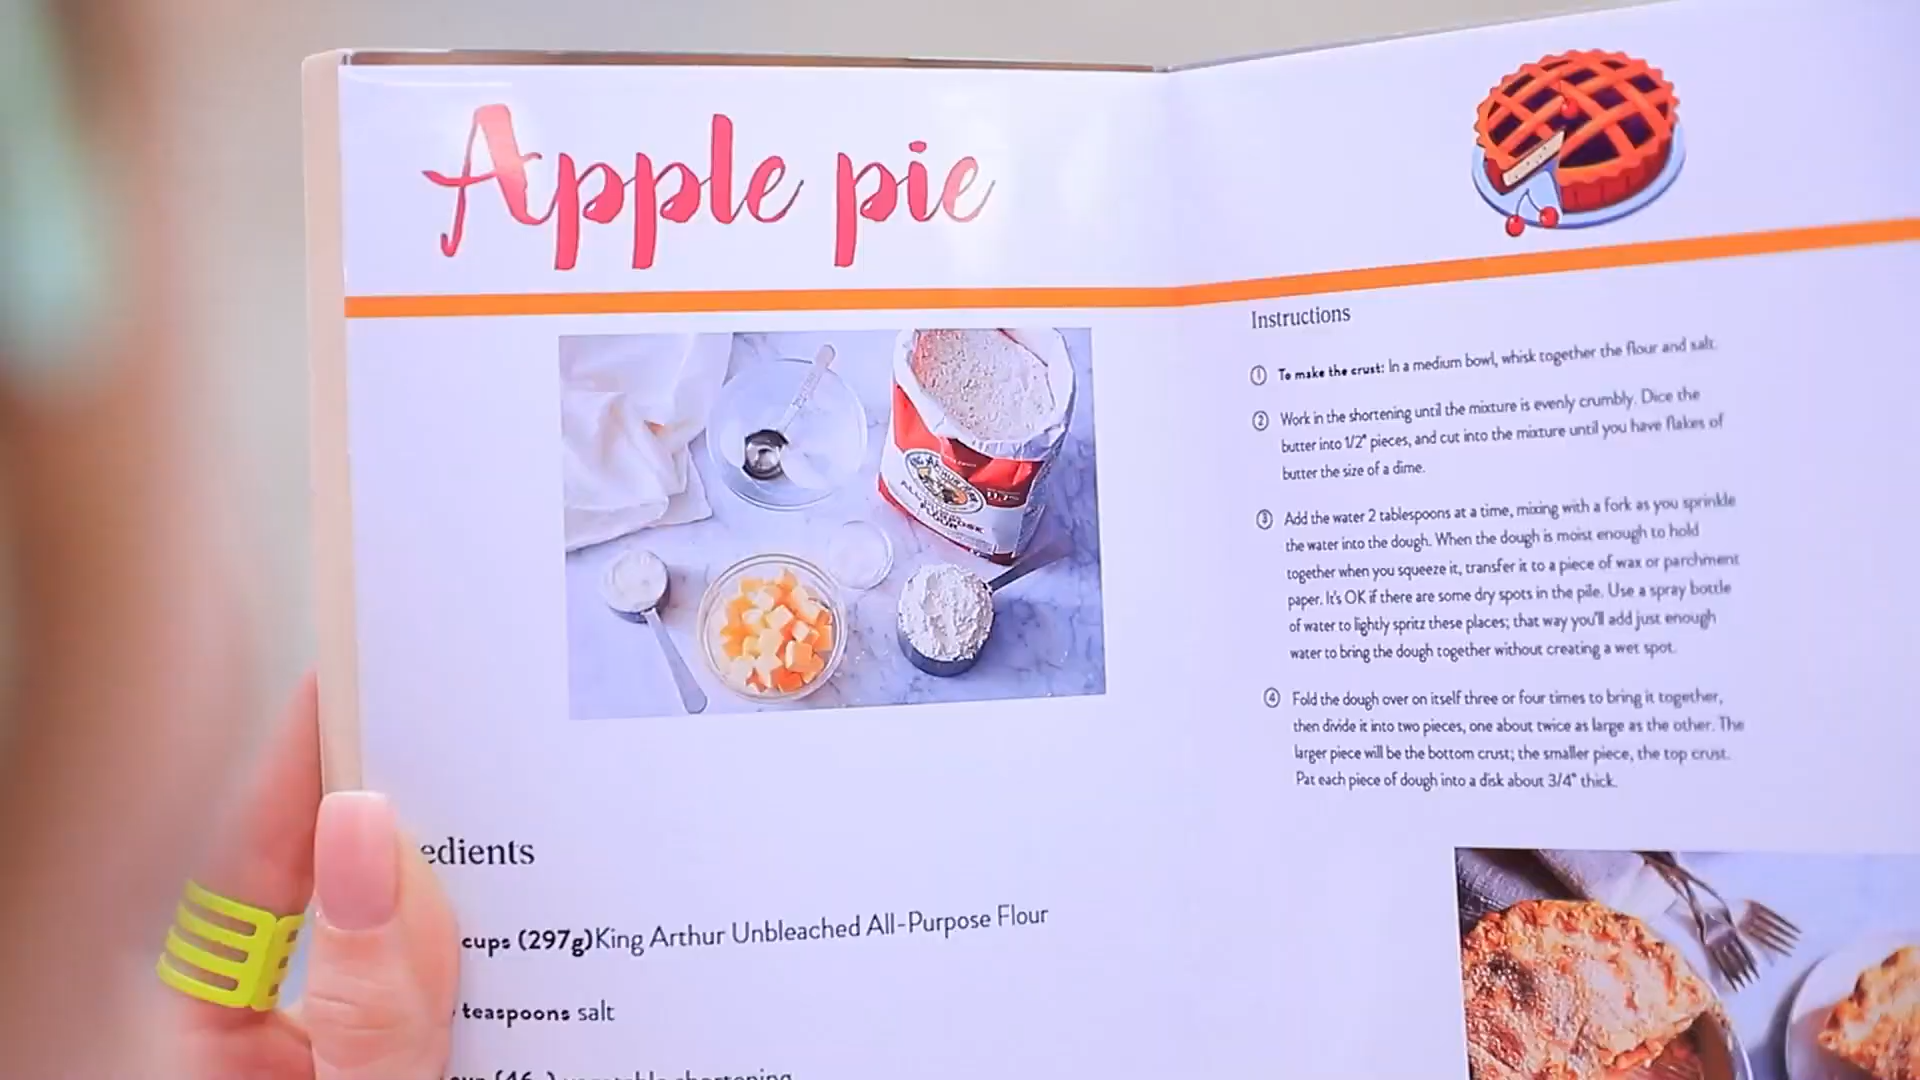 Apple pie
ALL-PURPOSE
FLOUR
edients
cups (297g)King Arthur Unbleached All-Purpose Flour
teaspoons salt
shortening
Instructions
1 To make the crust: In a medium bowl, whisk together the flour and salt.
2 Work in the shortening until the mixture is evenly crumbly. Dice the
butter into 1/2" pieces, and cut into the mixture until you have flakes of
butter the size of a dime.
3 Add the water 2 tablespoons at a time, mixing with a fork as you sprinkle
the water into the dough. When the dough is moist enough to hold
together when you squeeze it, transfer it to a piece of wax or parchment
paper. It's OK if there are some dry spots in the pile. Use a spray bottle
of water to lightly spritz these places; that way you'll add just enough
water to bring the dough together without creating a wet spot.
4 Fold the dough over on itself three or four times to bring it together,
then divide it into two pieces, one about twice as large as the other. The
larger piece will be the bottom crust; the smaller piece, the top crust.
Pat each piece of dough into a disk about 3/4" thick.